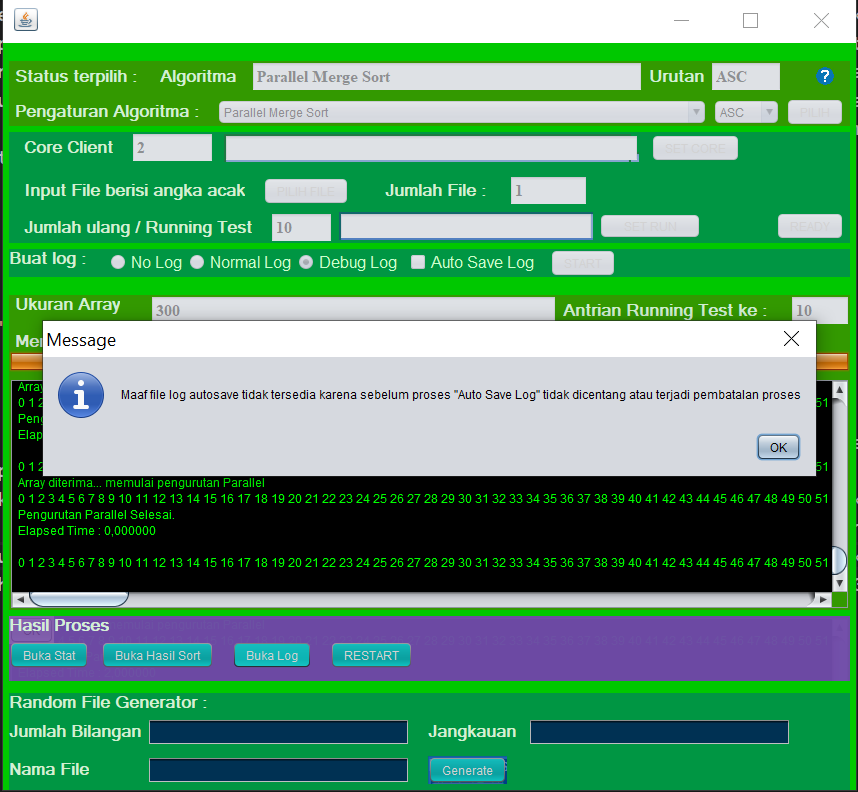 Status terpilih : Algoritma Parallel Merge Sort Urutan ASC ?
Pengaturan Algoritma : Parallel Merge Sort ASC PILIH
Core Client 2 SET CORE
Input File berisi angka acak PILIH FILE Jumlah File : 1
Jumlah ulang / Running Test 10 SET RUN READY
Buat log : No Log Normal Log Debug Log Auto Save Log START
Ukuran Array 300 Antrian Running Test ke : 10
Message
Maaf file log autosave tidak tersedia karena sebelum proses "Auto Save Log" tidak dicentang atau terjadi pembatalan proses
OK
Array
0 1 2 51
0 1 2 51
Array diterima... memulai pengurutan Parallel
0 1 2 3 4 5 6 7 8 9 10 11 12 13 14 15 16 17 18 19 20 21 22 23 24 25 26 27 28 29 30 31 32 33 34 35 36 37 38 39 40 41 42 43 44 45 46 47 48 49 50 51
Pengurutan Parallel Selesai.
Elapsed Time : 0,000000
0 1 2 3 4 5 6 7 8 9 10 11 12 13 14 15 16 17 18 19 20 21 22 23 24 25 26 27 28 29 30 31 32 33 34 35 36 37 38 39 40 41 42 43 44 45 46 47 48 49 50 51
Hasil Proses
Buka Stat Buka Hasil Sort Buka Log RESTART
Random File Generator :
Jumlah Bilangan Jangkauan
Nama File Generate